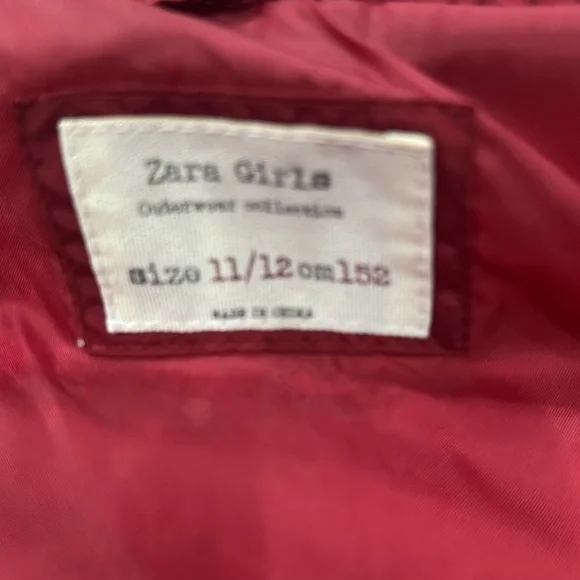 Zara Girls
Outerwear collection
size 11/12 cm152
MADE IN CHINA